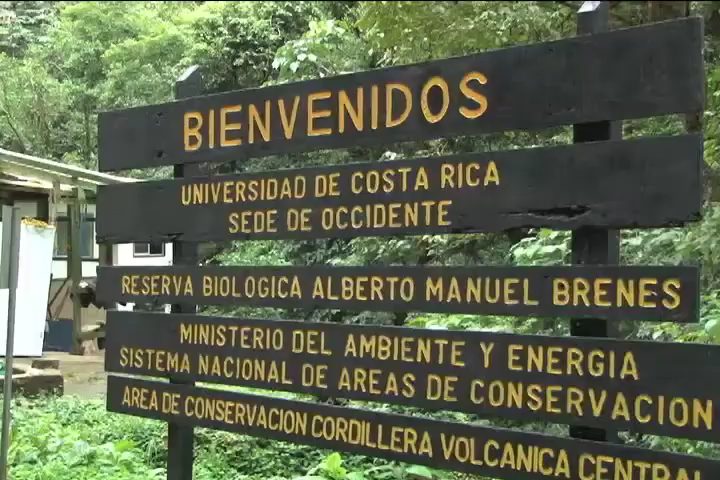 BIENVENIDOS
UNIVERSIDAD DE COSTA RICA
SEDE DE OCCIDENTE
RESERVA BIOLOGICA ALBERTO MANUEL BRENES
MINISTERIO DEL AMBIENTE Y ENERGIA
SISTEMA NACIONAL DE AREAS DE CONSERVACION
AREA DE CONSERVACION CORDILLERA VOLCANICA CENTRAL